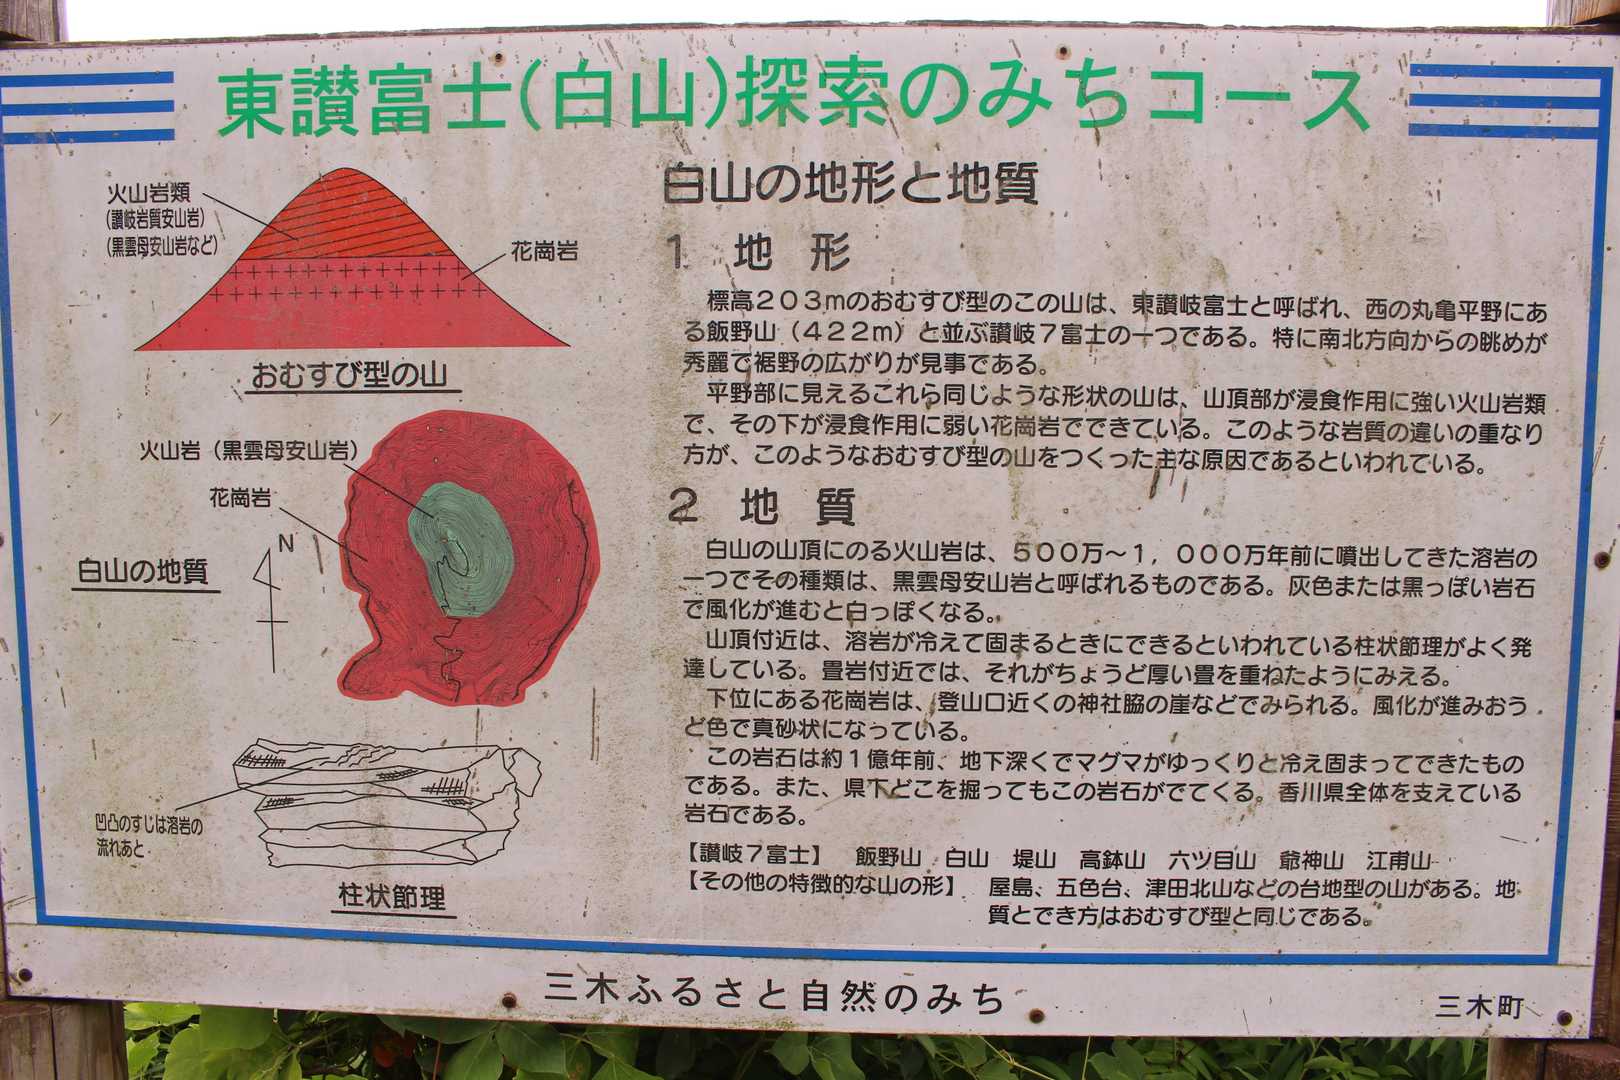 東讃富士(白山)探索のみちコース
火山岩類
(讃岐岩質安山岩)
(黒雲母安山岩など)
花崗岩
おむすび型の山
火山岩(黒雲母安山岩)
花崗岩
N
白山の地質
凹凸のすじは溶岩の
流れあと
柱状節理
白山の地形と地質
1 地形
標高203mのおむすび型のこの山は、東讃岐富士と呼ばれ、西の丸亀平野にあ
る飯野山(422m)と並ぶ讃岐7富士の一つである。特に南北方向からの眺めが
秀麗で裾野の広がりが見事である。
平野部に見えるこれら同じような形状の山は、山頂部が浸食作用に強い火山岩類
で、その下が浸食作用に弱い花崗岩でできている。このような岩質の違いの重なり
方が、このようなおむすび型の山をつくった主な原因であるといわれている。
2 地質
白山の山頂にのる火山岩は、500万～1,000万年前に噴出してきた溶岩の
一つでその種類は、黒雲母安山岩と呼ばれるものである。灰色または黒っぽい岩石
で風化が進むと白っぽくなる。
山頂付近は、溶岩が冷えて固まるときにできるといわれている柱状節理がよく発
達している。畳岩付近では、それがちょうど厚い畳を重ねたようにみえる。
下位にある花崗岩は、登山口近くの神社脇の崖などでみられる。風化が進みおう
ど色で真砂状になっている。
この岩石は約1億年前、地下深くでマグマがゆっくりと冷え固まってできたもの
である。また、県下どこを掘ってもこの岩石がでてくる。香川県全体を支えている
岩石である。
【讃岐7富士】 飯野山 白山 堤山 高鉢山 六ツ目山 爺神山 江甫山
【その他の特徴的な山の形】 屋島、五色台、津田北山などの台地型の山がある。地
質とでき方はおむすび型と同じである。
三木ふるさと自然のみち
三木町